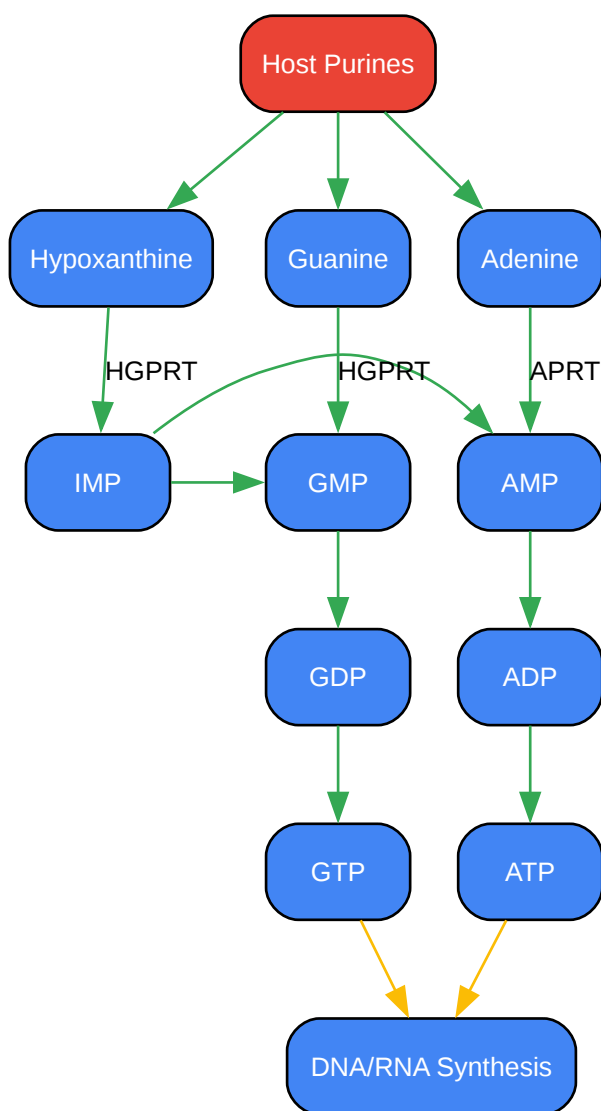 Host Purines
Hypoxanthine
Guanine
Adenine
HGPRT
HGPRT
APRT
IMP
GMP
AMP
GDP
ADP
GTP
ATP
DNA/RNA Synthesis